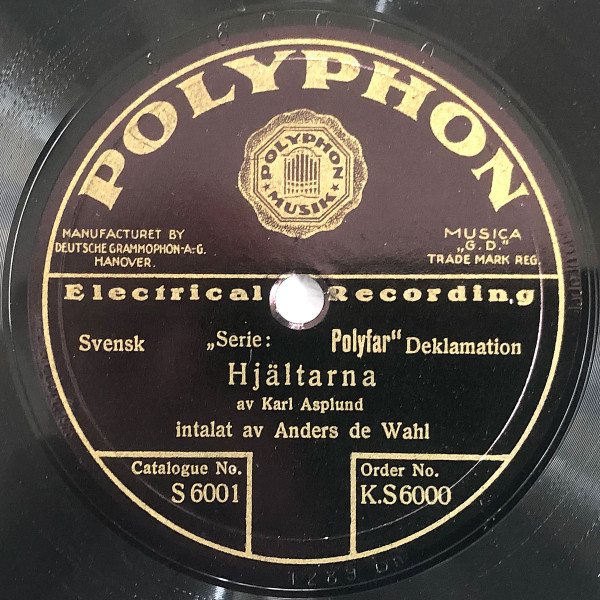 POLYPHON
POLYPHON
MUSIK
MANUFACTURET BY
DEUTSCHE GRAMMOPHON-A-G.
HANOVER.
MUSICA
„G.D."
TRADE MARK REG.
Electrical Recording
Svensk „Serie: Polyfar“ Deklamation
Hjältarna
av Karl Asplund
intalat av Anders de Wahl
Catalogue No.
S 6001
Order No.
K.S6000